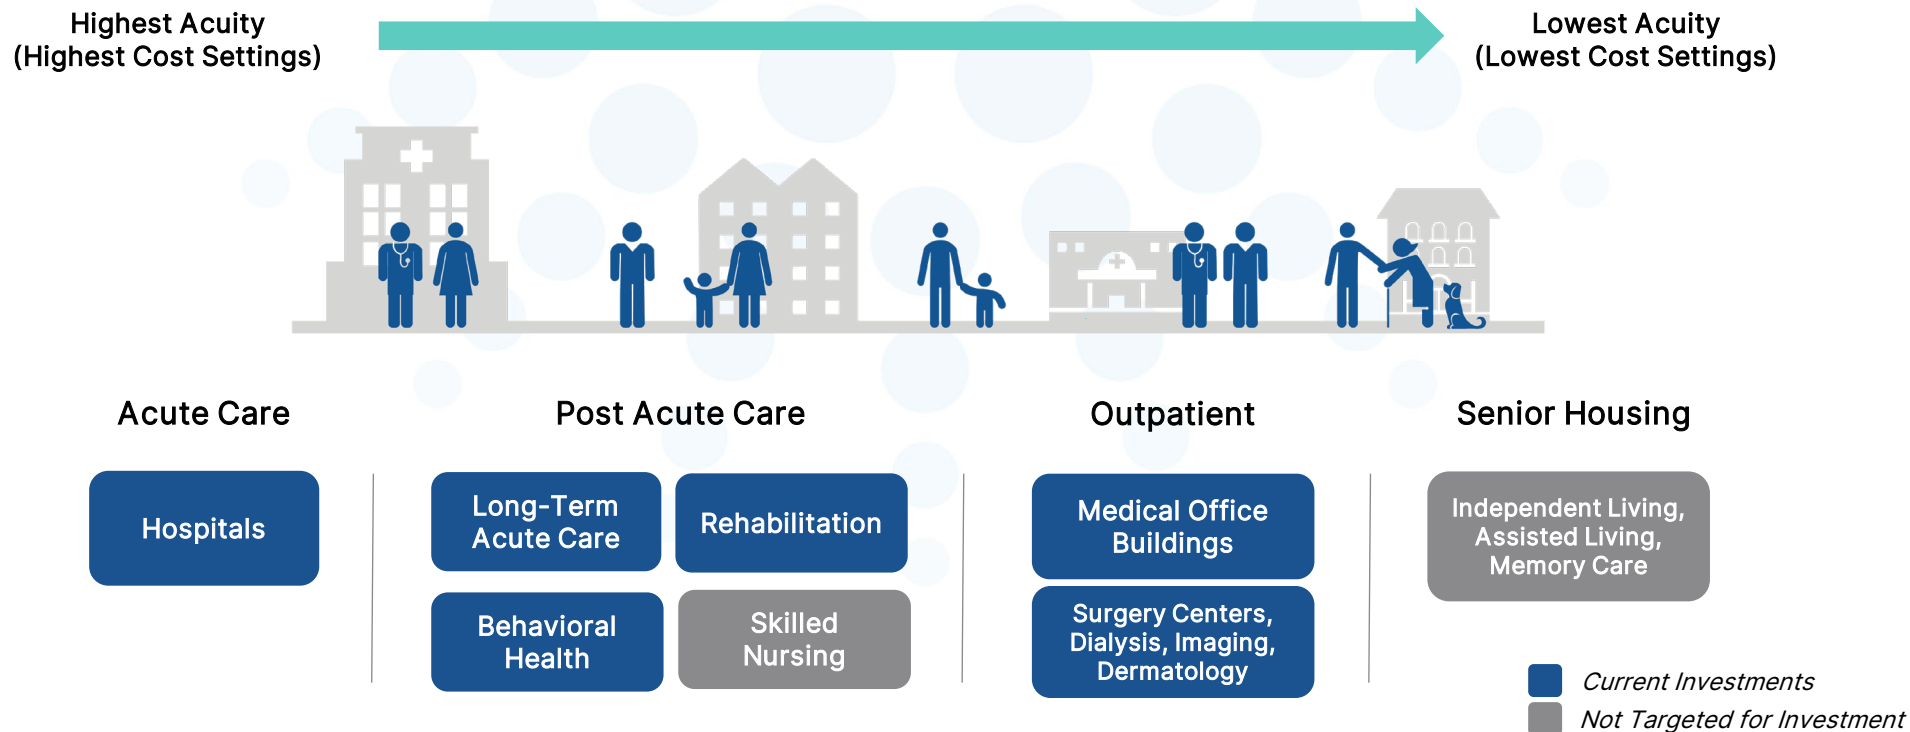 Highest Acuity
(Highest Cost Settings)
Lowest Acuity
(Lowest Cost Settings)
Acute Care
Post Acute Care
Outpatient
Senior Housing
Hospitals
Long-Term
Acute Care
Rehabilitation
Behavioral
Health
Skilled
Nursing
Medical Office
Buildings
Surgery Centers,
Dialysis, Imaging,
Dermatology
Independent Living,
Assisted Living,
Memory Care
Current Investments
Not Targeted for Investment